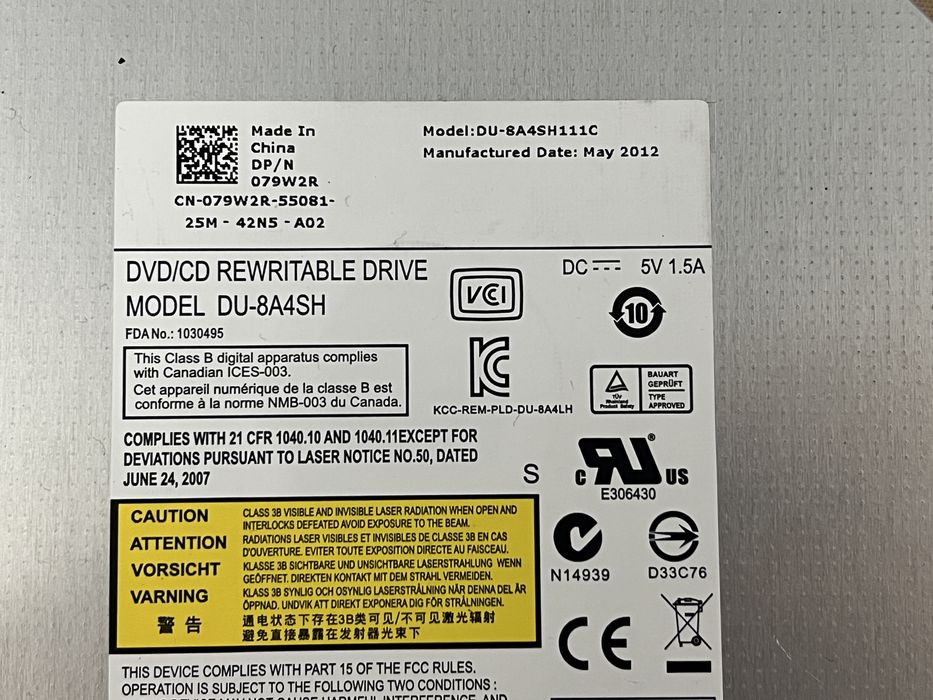 Made In
China
DP/N
079W2R
CN-079W2R-55081-
25M - 42N5 - A02
Model:DU-8A4SH111C
Manufactured Date: May 2012
DVD/CD REWRITABLE DRIVE
MODEL DU-8A4SH
FDA No.: 1030495
VCI
DC 5V 1.5A
10
This Class B digital apparatus complies
with Canadian ICES-003.
Cet appareil numérique de la classe B est
conforme à la norme NMB-003 du Canada.
KCC-REM-PLD-DU-8A4LH
TÜV
Rheinland
Product Safety
BAUART
GEPRÜFT
TYPE
APPROVED
COMPLIES WITH 21 CFR 1040.10 AND 1040.11EXCEPT FOR
DEVIATIONS PURSUANT TO LASER NOTICE NO.50, DATED
JUNE 24, 2007
S
c RU® US
E306430
N14939
D33C76
CAUTION CLASS 3B VISIBLE AND INVISIBLE LASER RADIATION WHEN OPEN AND
INTERLOCKS DEFEATED AVOID EXPOSURE TO THE BEAM.
ATTENTION RADIATIONS LASER VISIBLES ET INVISIBLES DE CLASSE 3B EN CAS
D'OUVERTURE. EVITER TOUTE EXPOSITION DIRECTE AU FAISCEAU.
VORSICHT KLASSE 3B SICHTBARE UND UNSICHTBARE LASERSTRAHLUNG WENN
GEÖFFNET. DIREKTEN KONTAKT MIT DEM STRAHL VERMEIDEN.
VARNING KLASS 3B SYNLIG OCH OSYNLIG LASERSTRÅLNING NÄR DENNA DEL ÄR
ÖPPNAD. UNDVIK ATT DIREKT EXPONERA DIG FÖR STRÅLNINGEN.
警告 通电状态下存在3B类可见/不可见激光辐射
避免直接暴露在发射器光束下
CE
THIS DEVICE COMPLIES WITH PART 15 OF THE FCC RULES.
OPERATION IS SUBJECT TO THE FOLLOWING TWO CONDITIONS :